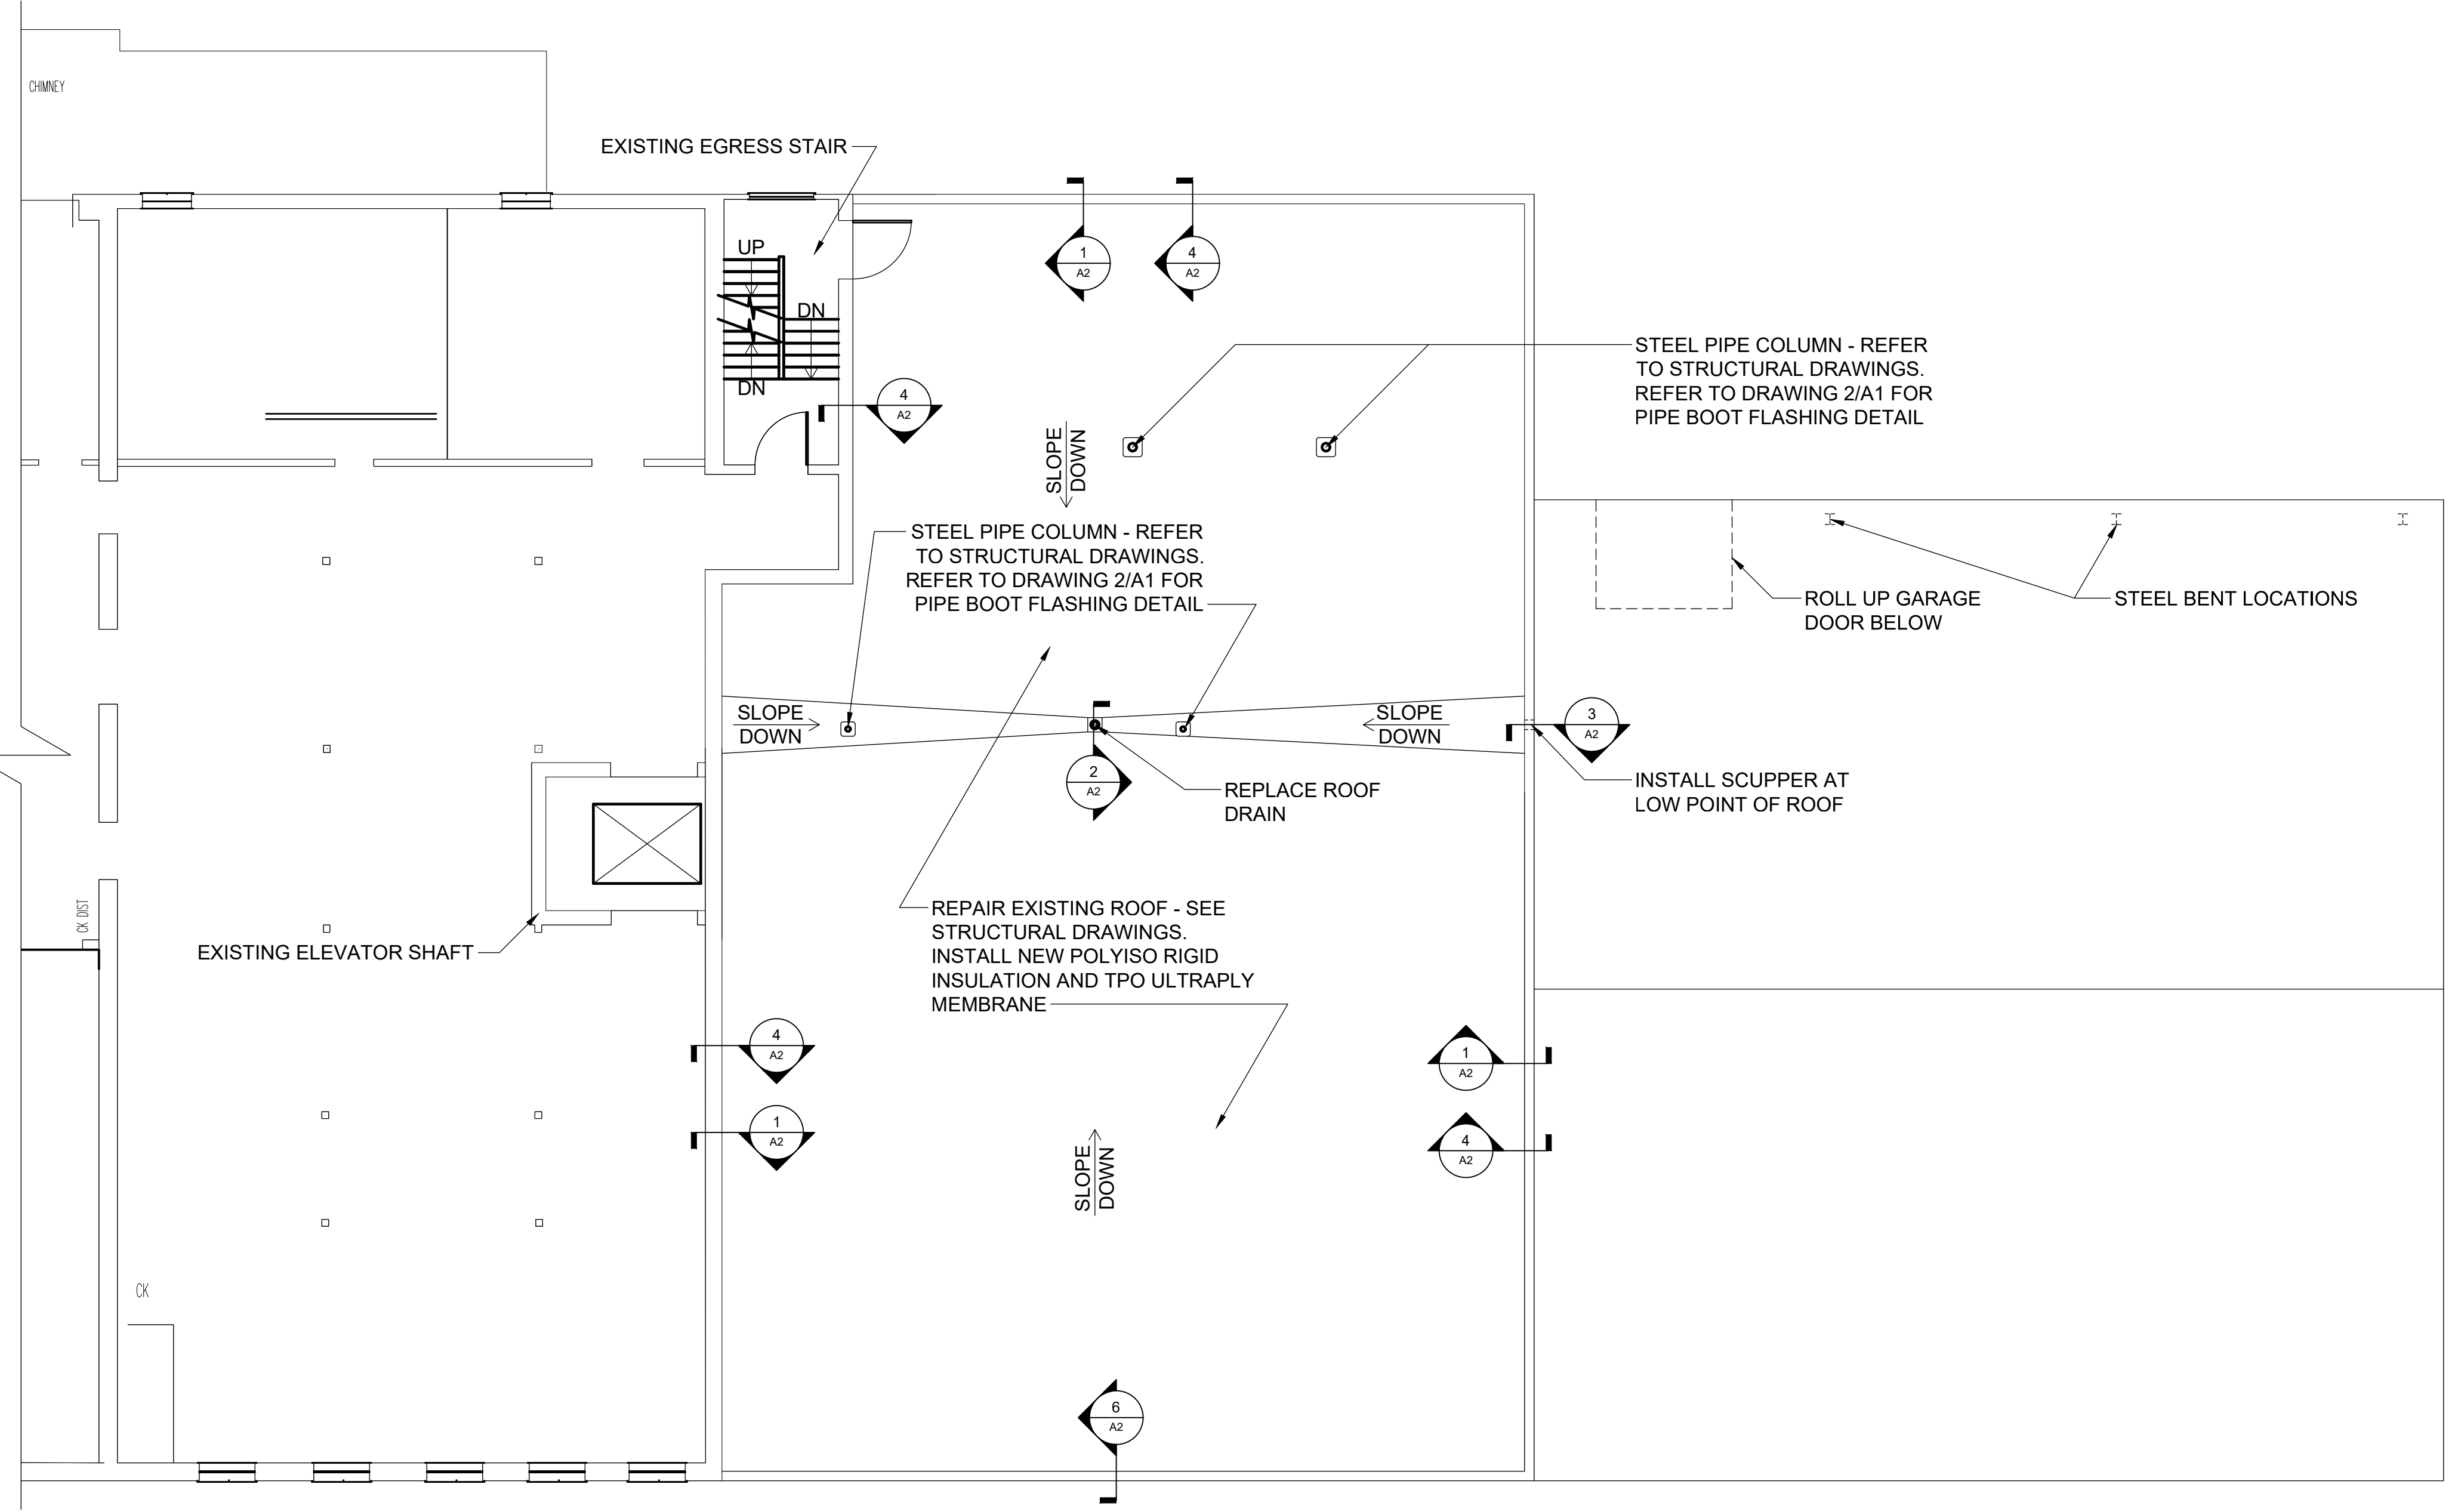 CHIMNEY
EXISTING EGRESS STAIR
UP
DN
DN
1
A2
4
A2
4
A2
STEEL PIPE COLUMN - REFER
TO STRUCTURAL DRAWINGS.
REFER TO DRAWING 2/A1 FOR
PIPE BOOT FLASHING DETAIL
SLOPE
DOWN
STEEL PIPE COLUMN - REFER
TO STRUCTURAL DRAWINGS.
REFER TO DRAWING 2/A1 FOR
PIPE BOOT FLASHING DETAIL
ROLL UP GARAGE
DOOR BELOW
STEEL BENT LOCATIONS
SLOPE
DOWN
SLOPE
DOWN
3
A2
2
A2
REPLACE ROOF
DRAIN
INSTALL SCUPPER AT
LOW POINT OF ROOF
CK DIST
EXISTING ELEVATOR SHAFT
REPAIR EXISTING ROOF - SEE
STRUCTURAL DRAWINGS.
INSTALL NEW POLYISO RIGID
INSULATION AND TPO ULTRAPLY
MEMBRANE
4
A2
1
A2
1
A2
4
A2
SLOPE
DOWN
CK
6
A2